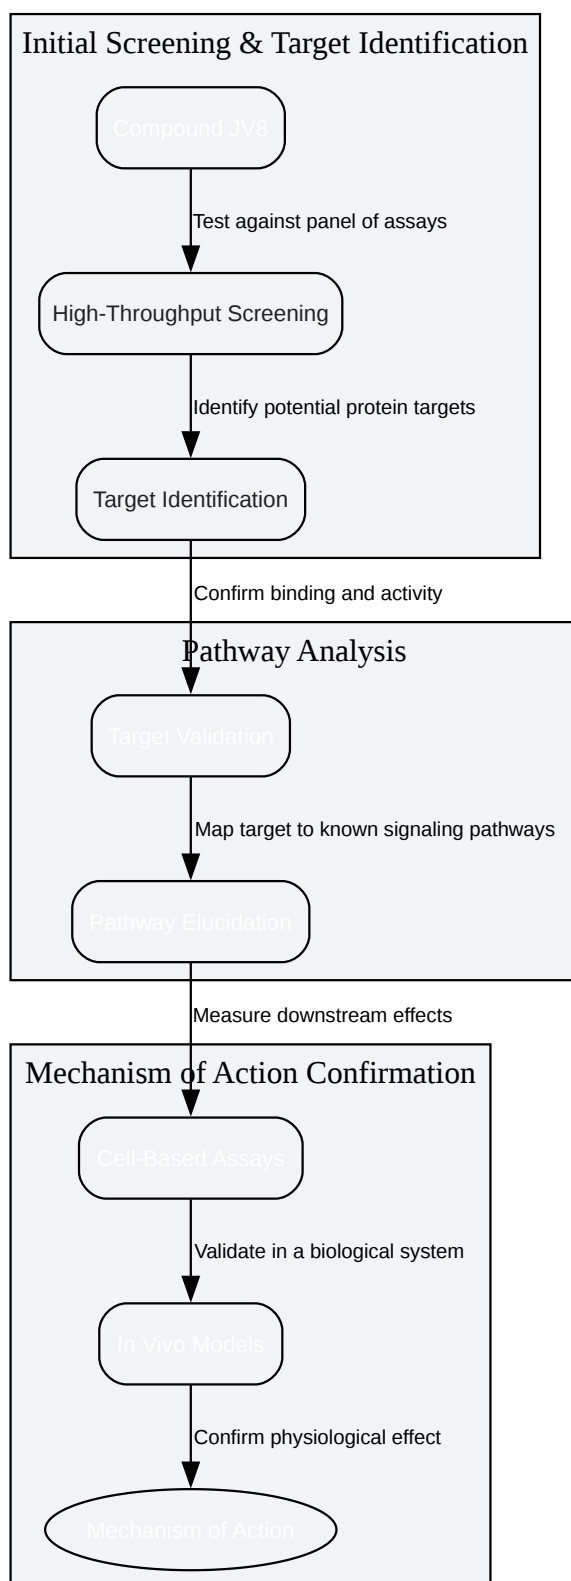 Initial Screening & Target Identification
Compound JV8
Test against panel of assays
High-Throughput Screening
Identify potential protein targets
Target Identification
Confirm binding and activity
Pathway Analysis
Target Validation
Map target to known signaling pathways
Pathway Elucidation
Measure downstream effects
Mechanism of Action Confirmation
Cell-Based Assays
Validate in a biological system
In Vivo Models
Confirm physiological effect
Mechanism of Action